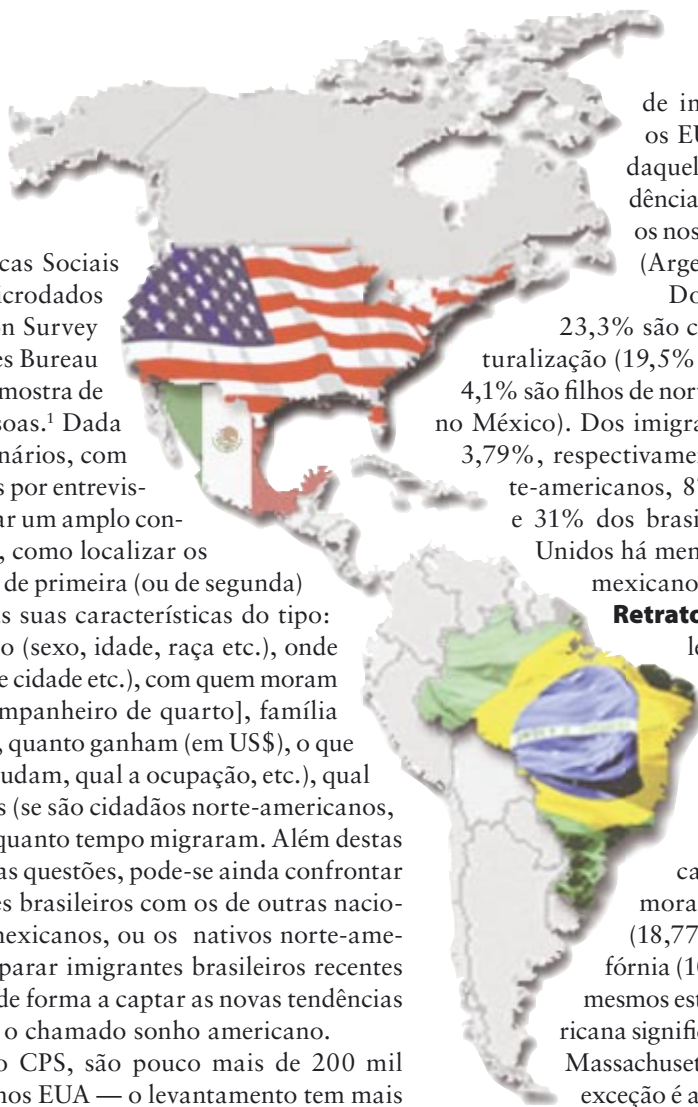 cas Sociais
icrodados
on Survey
es Bureau
mostra de
soas.¹ Dada
nários, com
s por entrevis-
ar um amplo con-
, como localizar os
de primeira (ou de segunda)
s suas características do tipo:
o (sexo, idade, raça etc.), onde
e cidade etc.), com quem moram
mpanheiro de quarto], família
, quanto ganham (em US$), o que
udam, qual a ocupação, etc.), qual
s (se são cidadãos norte-americanos,
quanto tempo migraram. Além destas
as questões, pode-se ainda confrontar
es brasileiros com os de outras nacio-
mexicanos, ou os nativos norte-ame-
parar imigrantes brasileiros recentes
de forma a captar as novas tendências
o chamado sonho americano.
o CPS, são pouco mais de 200 mil
nos EUA — o levantamento tem mais
de in
os EU
daquel
dência
os nos
(Arge
Do
23,3% são c
turalização (19,5%
4,1% são filhos de nor
no México). Dos imigra
3,79%, respectivame
te-americanos, 8
e 31% dos brasi
Unidos há men
mexicano
Retrato
le
ca
mora
(18,77
fórnia (10
mesmos est
ricana signifi
Massachuset
exceção é a